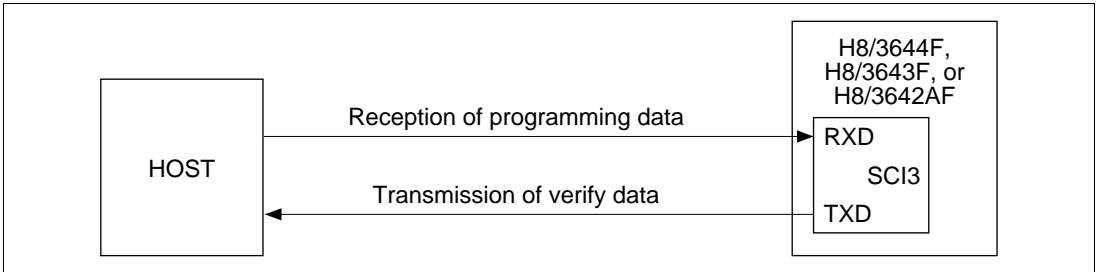 H8/3644F,
H8/3643F, or
H8/3642AF
Reception of programming data
RXD
HOST
SCI3
Transmission of verify data
TXD